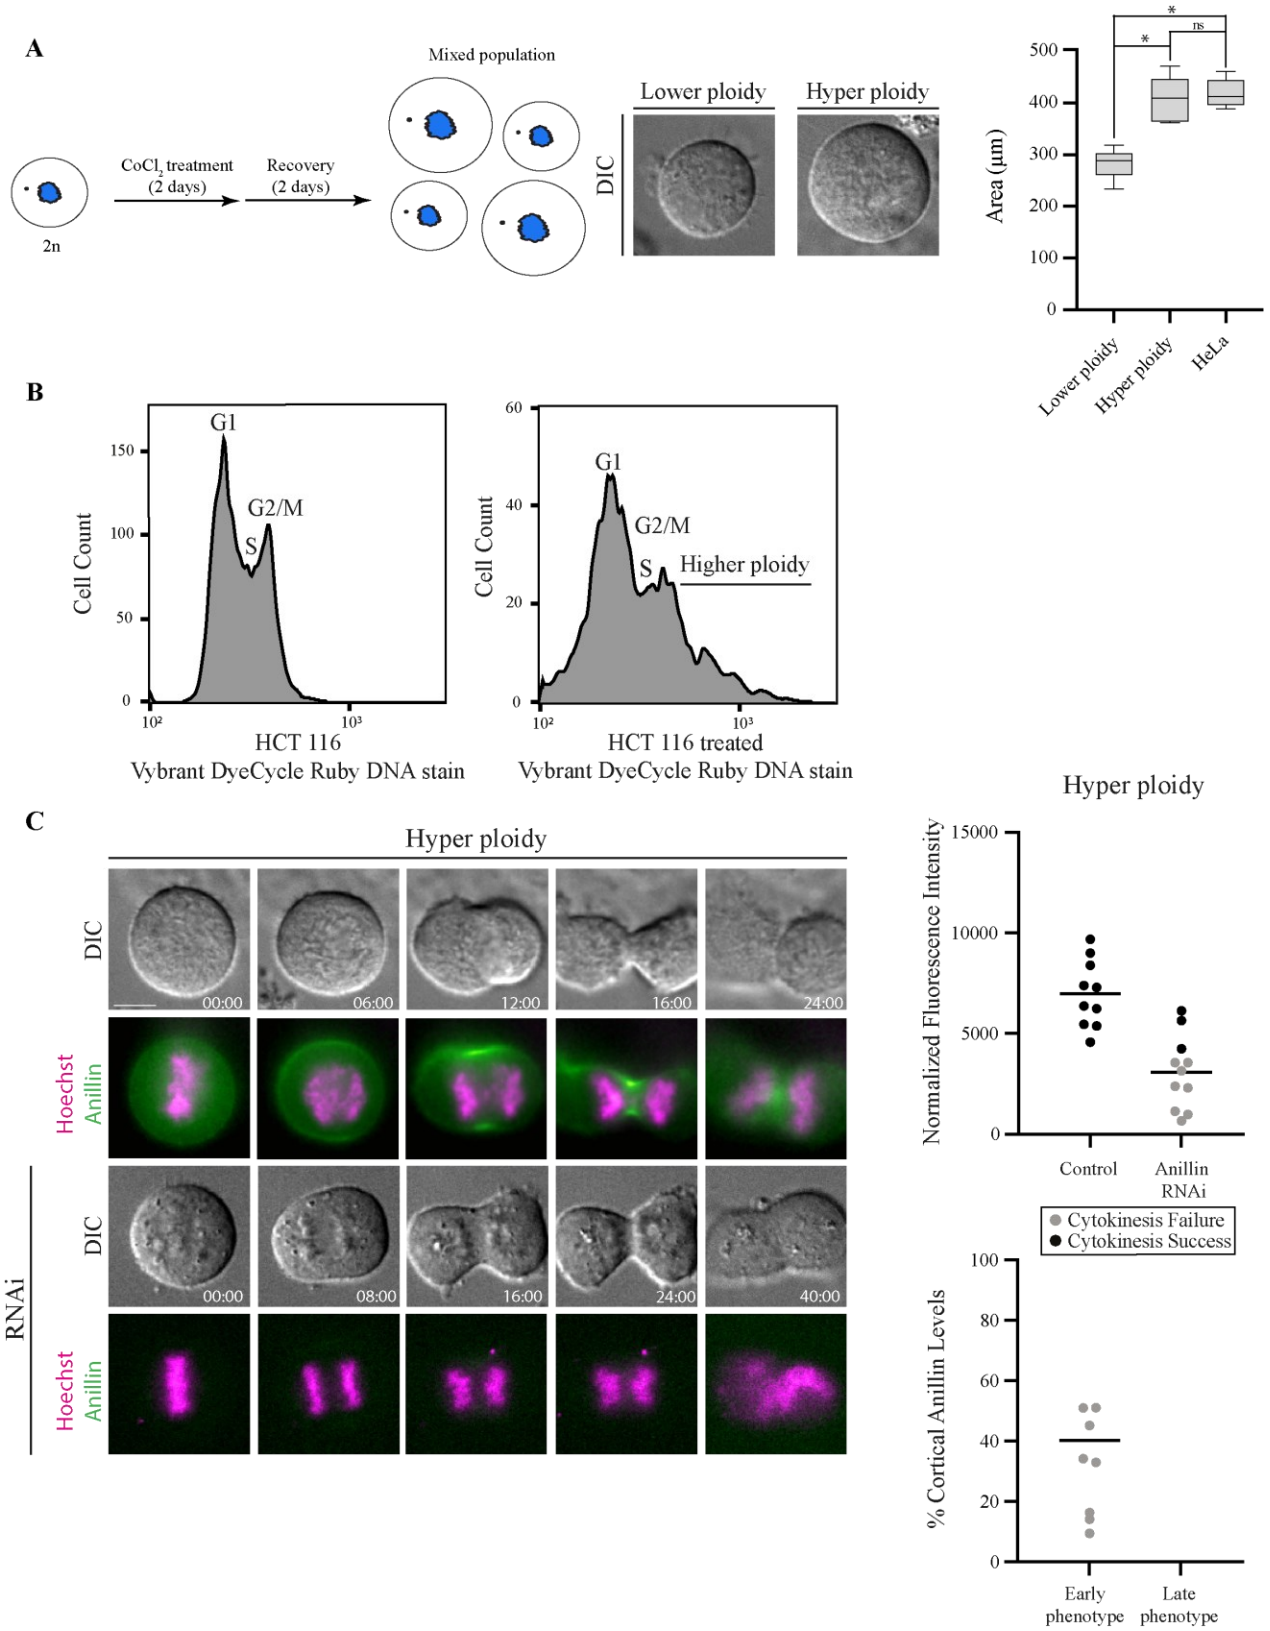 A
Mixed population
CoCl2 treatment
(2 days)
Recovery
(2 days)
2n
Lower ploidy
Hyper ploidy
DIC
*
ns
*
Area (µm)
500
400
300
200
100
0
Lower ploidy
Hyper ploidy
HeLa
B
Cell Count
150
100
50
0
G1
S
G2/M
10²
10³
HCT 116
Vybrant DyeCycle Ruby DNA stain
Cell Count
60
40
20
0
G1
G2/M
S
Higher ploidy
10²
10³
HCT 116 treated
Vybrant DyeCycle Ruby DNA stain
C
Hyper ploidy
DIC
00:00
06:00
12:00
16:00
24:00
Hoechst
Anillin
RNAi
DIC
00:00
08:00
16:00
24:00
40:00
Hoechst
Anillin
Hyper ploidy
Normalized Fluorescence Intensity
15000
10000
5000
0
Control
Anillin
RNAi
Cytokinesis Failure
Cytokinesis Success
% Cortical Anillin Levels
100
80
60
40
20
0
Early
phenotype
Late
phenotype